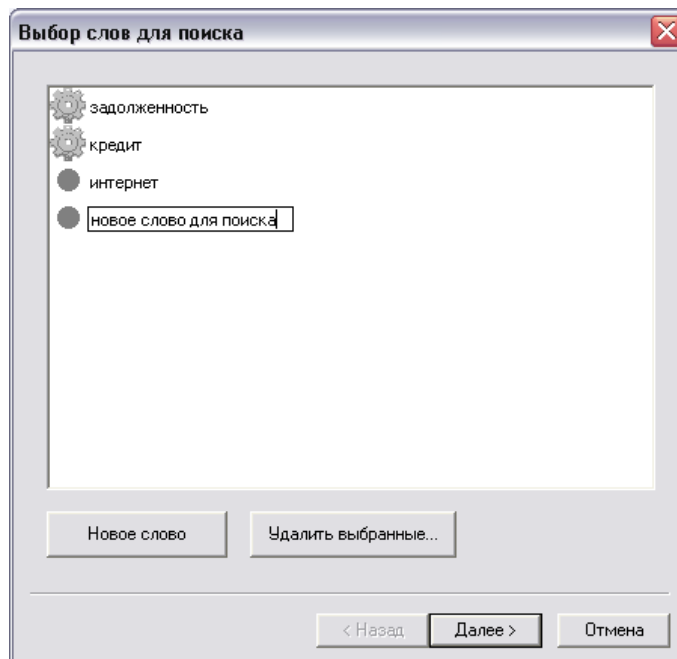 Выбор слов для поиска
задолженность
кредит
интернет
новое слово для поиска
Новое слово
Удалить выбранные...
< Назад
Далее >
Отмена